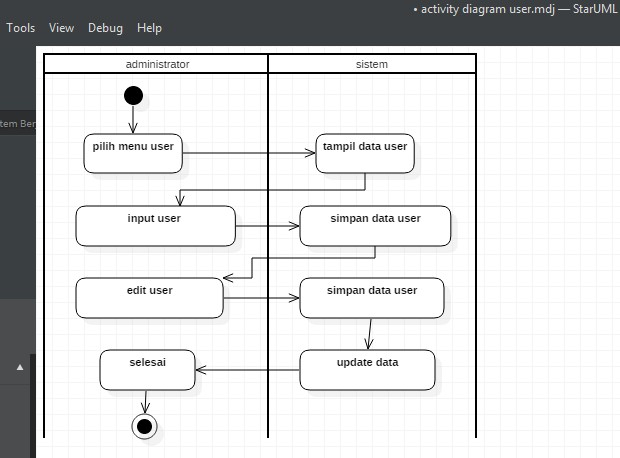 • activity diagram user.mdj — StarUML
Tools View Debug Help
administrator sistem
pilih menu user tampil data user
input user simpan data user
edit user simpan data user
selesai update data